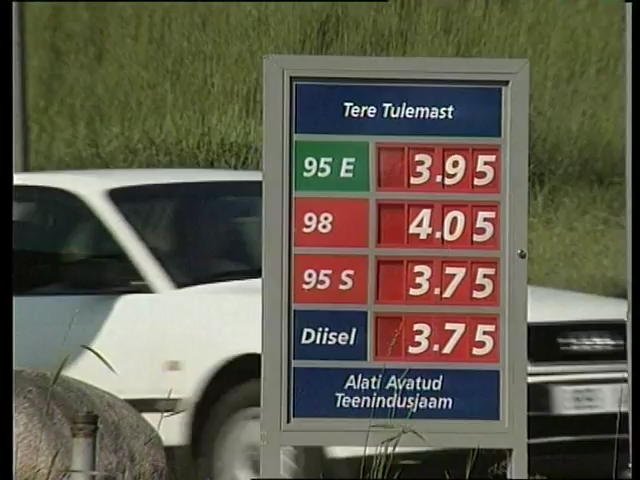 Tere Tulemast
95 E 3.95
98 4.05
95 S 3.75
Diisel 3.75
Alati Avatud
Teenindusjaam